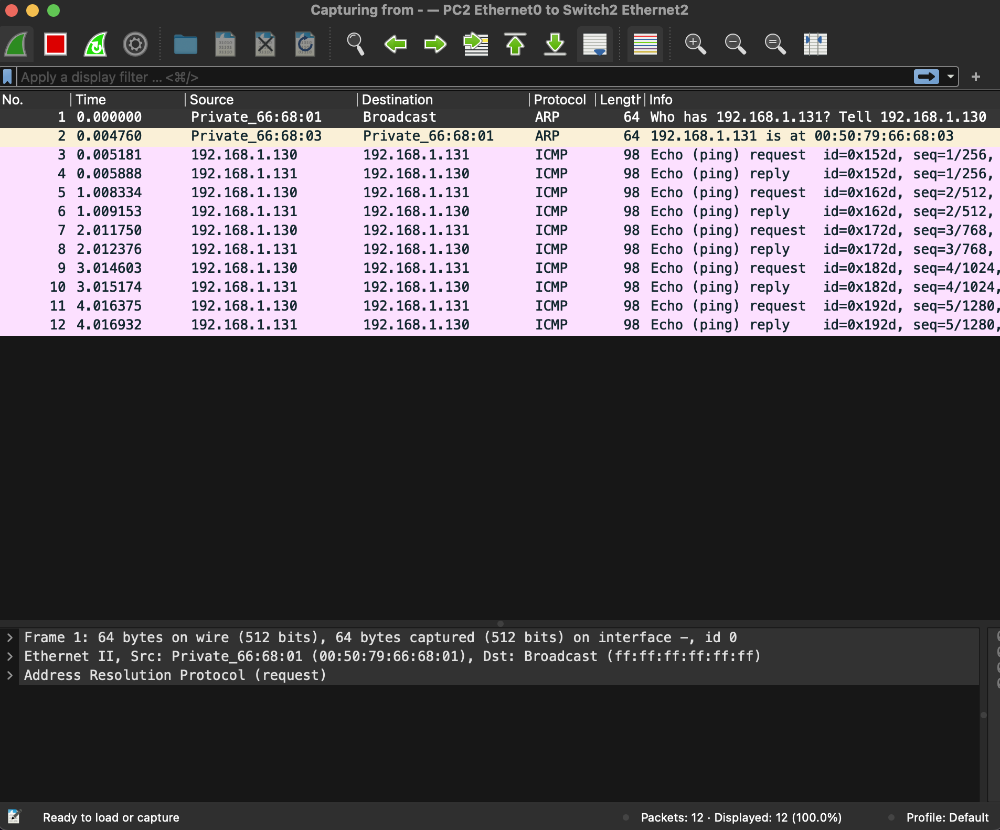 Capturing from - — PC2 Ethernet0 to Switch2 Ethernet2
Apply a display filter ... <⌘/>
No. Time Source Destination Protocol Length Info
1 0.000000 Private_66:68:01 Broadcast ARP 64 Who has 192.168.1.131? Tell 192.168.1.130
2 0.004760 Private_66:68:03 Private_66:68:01 ARP 64 192.168.1.131 is at 00:50:79:66:68:03
3 0.005181 192.168.1.130 192.168.1.131 ICMP 98 Echo (ping) request id=0x152d, seq=1/256,
4 0.005888 192.168.1.131 192.168.1.130 ICMP 98 Echo (ping) reply id=0x152d, seq=1/256,
5 1.008334 192.168.1.130 192.168.1.131 ICMP 98 Echo (ping) request id=0x162d, seq=2/512,
6 1.009153 192.168.1.131 192.168.1.130 ICMP 98 Echo (ping) reply id=0x162d, seq=2/512,
7 2.011750 192.168.1.130 192.168.1.131 ICMP 98 Echo (ping) request id=0x172d, seq=3/768,
8 2.012376 192.168.1.131 192.168.1.130 ICMP 98 Echo (ping) reply id=0x172d, seq=3/768,
9 3.014603 192.168.1.130 192.168.1.131 ICMP 98 Echo (ping) request id=0x182d, seq=4/1024,
10 3.015174 192.168.1.131 192.168.1.130 ICMP 98 Echo (ping) reply id=0x182d, seq=4/1024,
11 4.016375 192.168.1.130 192.168.1.131 ICMP 98 Echo (ping) request id=0x192d, seq=5/1280,
12 4.016932 192.168.1.131 192.168.1.130 ICMP 98 Echo (ping) reply id=0x192d, seq=5/1280,
Frame 1: 64 bytes on wire (512 bits), 64 bytes captured (512 bits) on interface -, id 0
Ethernet II, Src: Private_66:68:01 (00:50:79:66:68:01), Dst: Broadcast (ff:ff:ff:ff:ff:ff)
Address Resolution Protocol (request)
Ready to load or capture
Packets: 12 · Displayed: 12 (100.0%)
Profile: Default